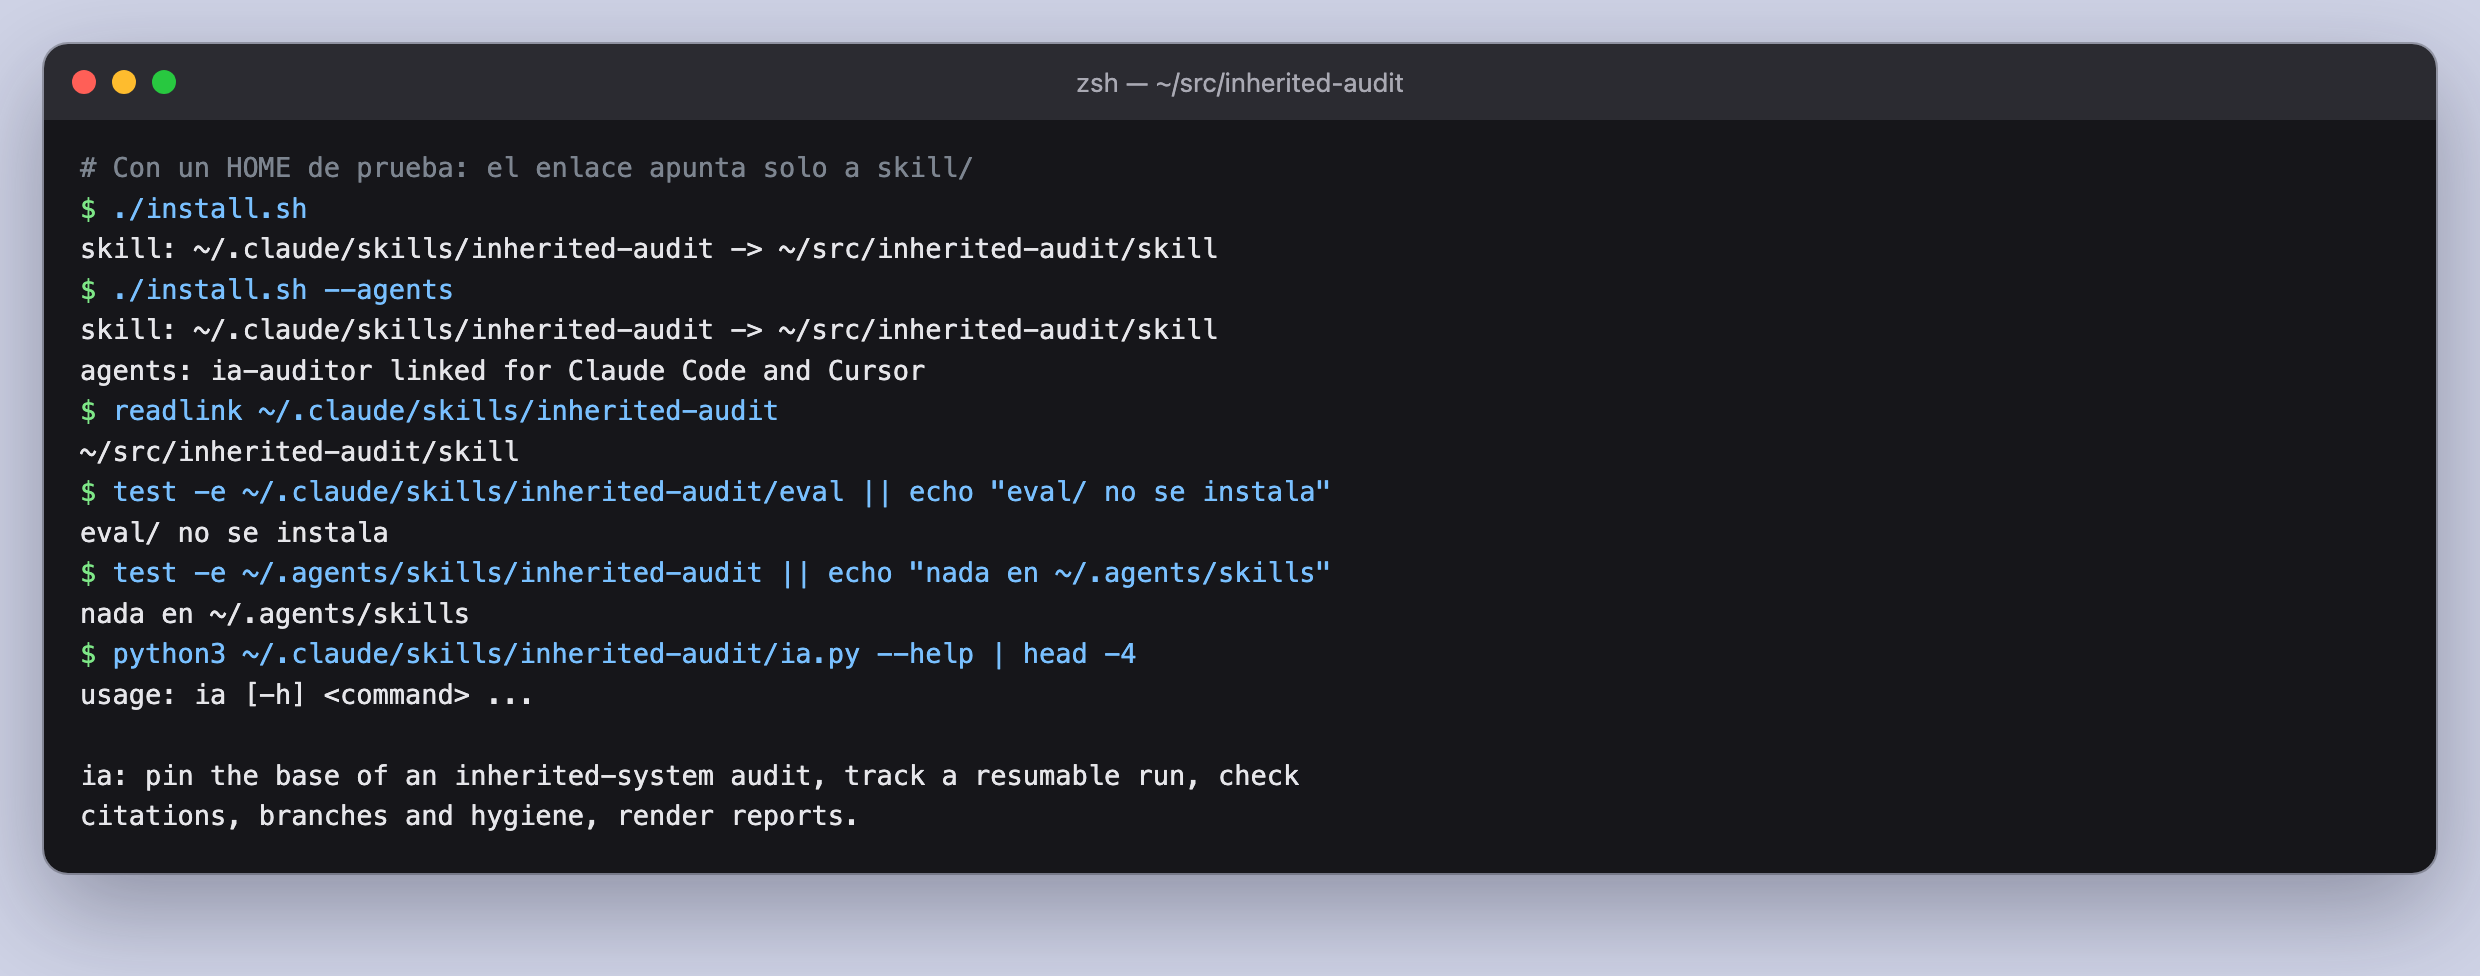 zsh — ~/src/inherited-audit
# Con un HOME de prueba: el enlace apunta solo a skill/
$ ./install.sh
skill: ~/.claude/skills/inherited-audit -> ~/src/inherited-audit/skill
$ ./install.sh --agents
skill: ~/.claude/skills/inherited-audit -> ~/src/inherited-audit/skill
agents: ia-auditor linked for Claude Code and Cursor
$ readlink ~/.claude/skills/inherited-audit
~/src/inherited-audit/skill
$ test -e ~/.claude/skills/inherited-audit/eval || echo "eval/ no se instala"
eval/ no se instala
$ test -e ~/.agents/skills/inherited-audit || echo "nada en ~/.agents/skills"
nada en ~/.agents/skills
$ python3 ~/.claude/skills/inherited-audit/ia.py --help | head -4
usage: ia [-h] <command> ...
ia: pin the base of an inherited-system audit, track a resumable run, check
citations, branches and hygiene, render reports.